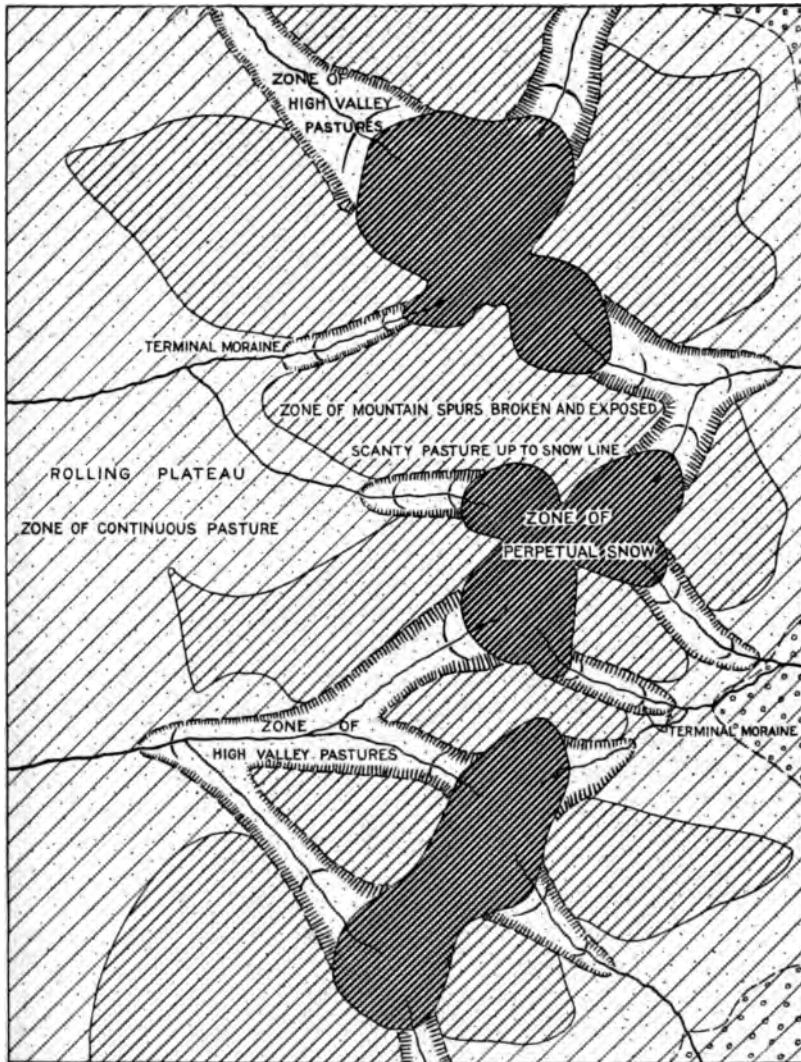 ZONE OF
HIGH VALLEY
PASTURES
TERMINAL MORAINE
ZONE OF MOUNTAIN SPURS BROKEN AND EXPOSED
SCANTY PASTURE UP TO SNOW LINE
ROLLING PLATEAU
ZONE OF CONTINUOUS PASTURE
ZONE OF
PERPETUAL SNOW
ZONE OF
HIGH VALLEY PASTURES
TERMINAL MORAINE